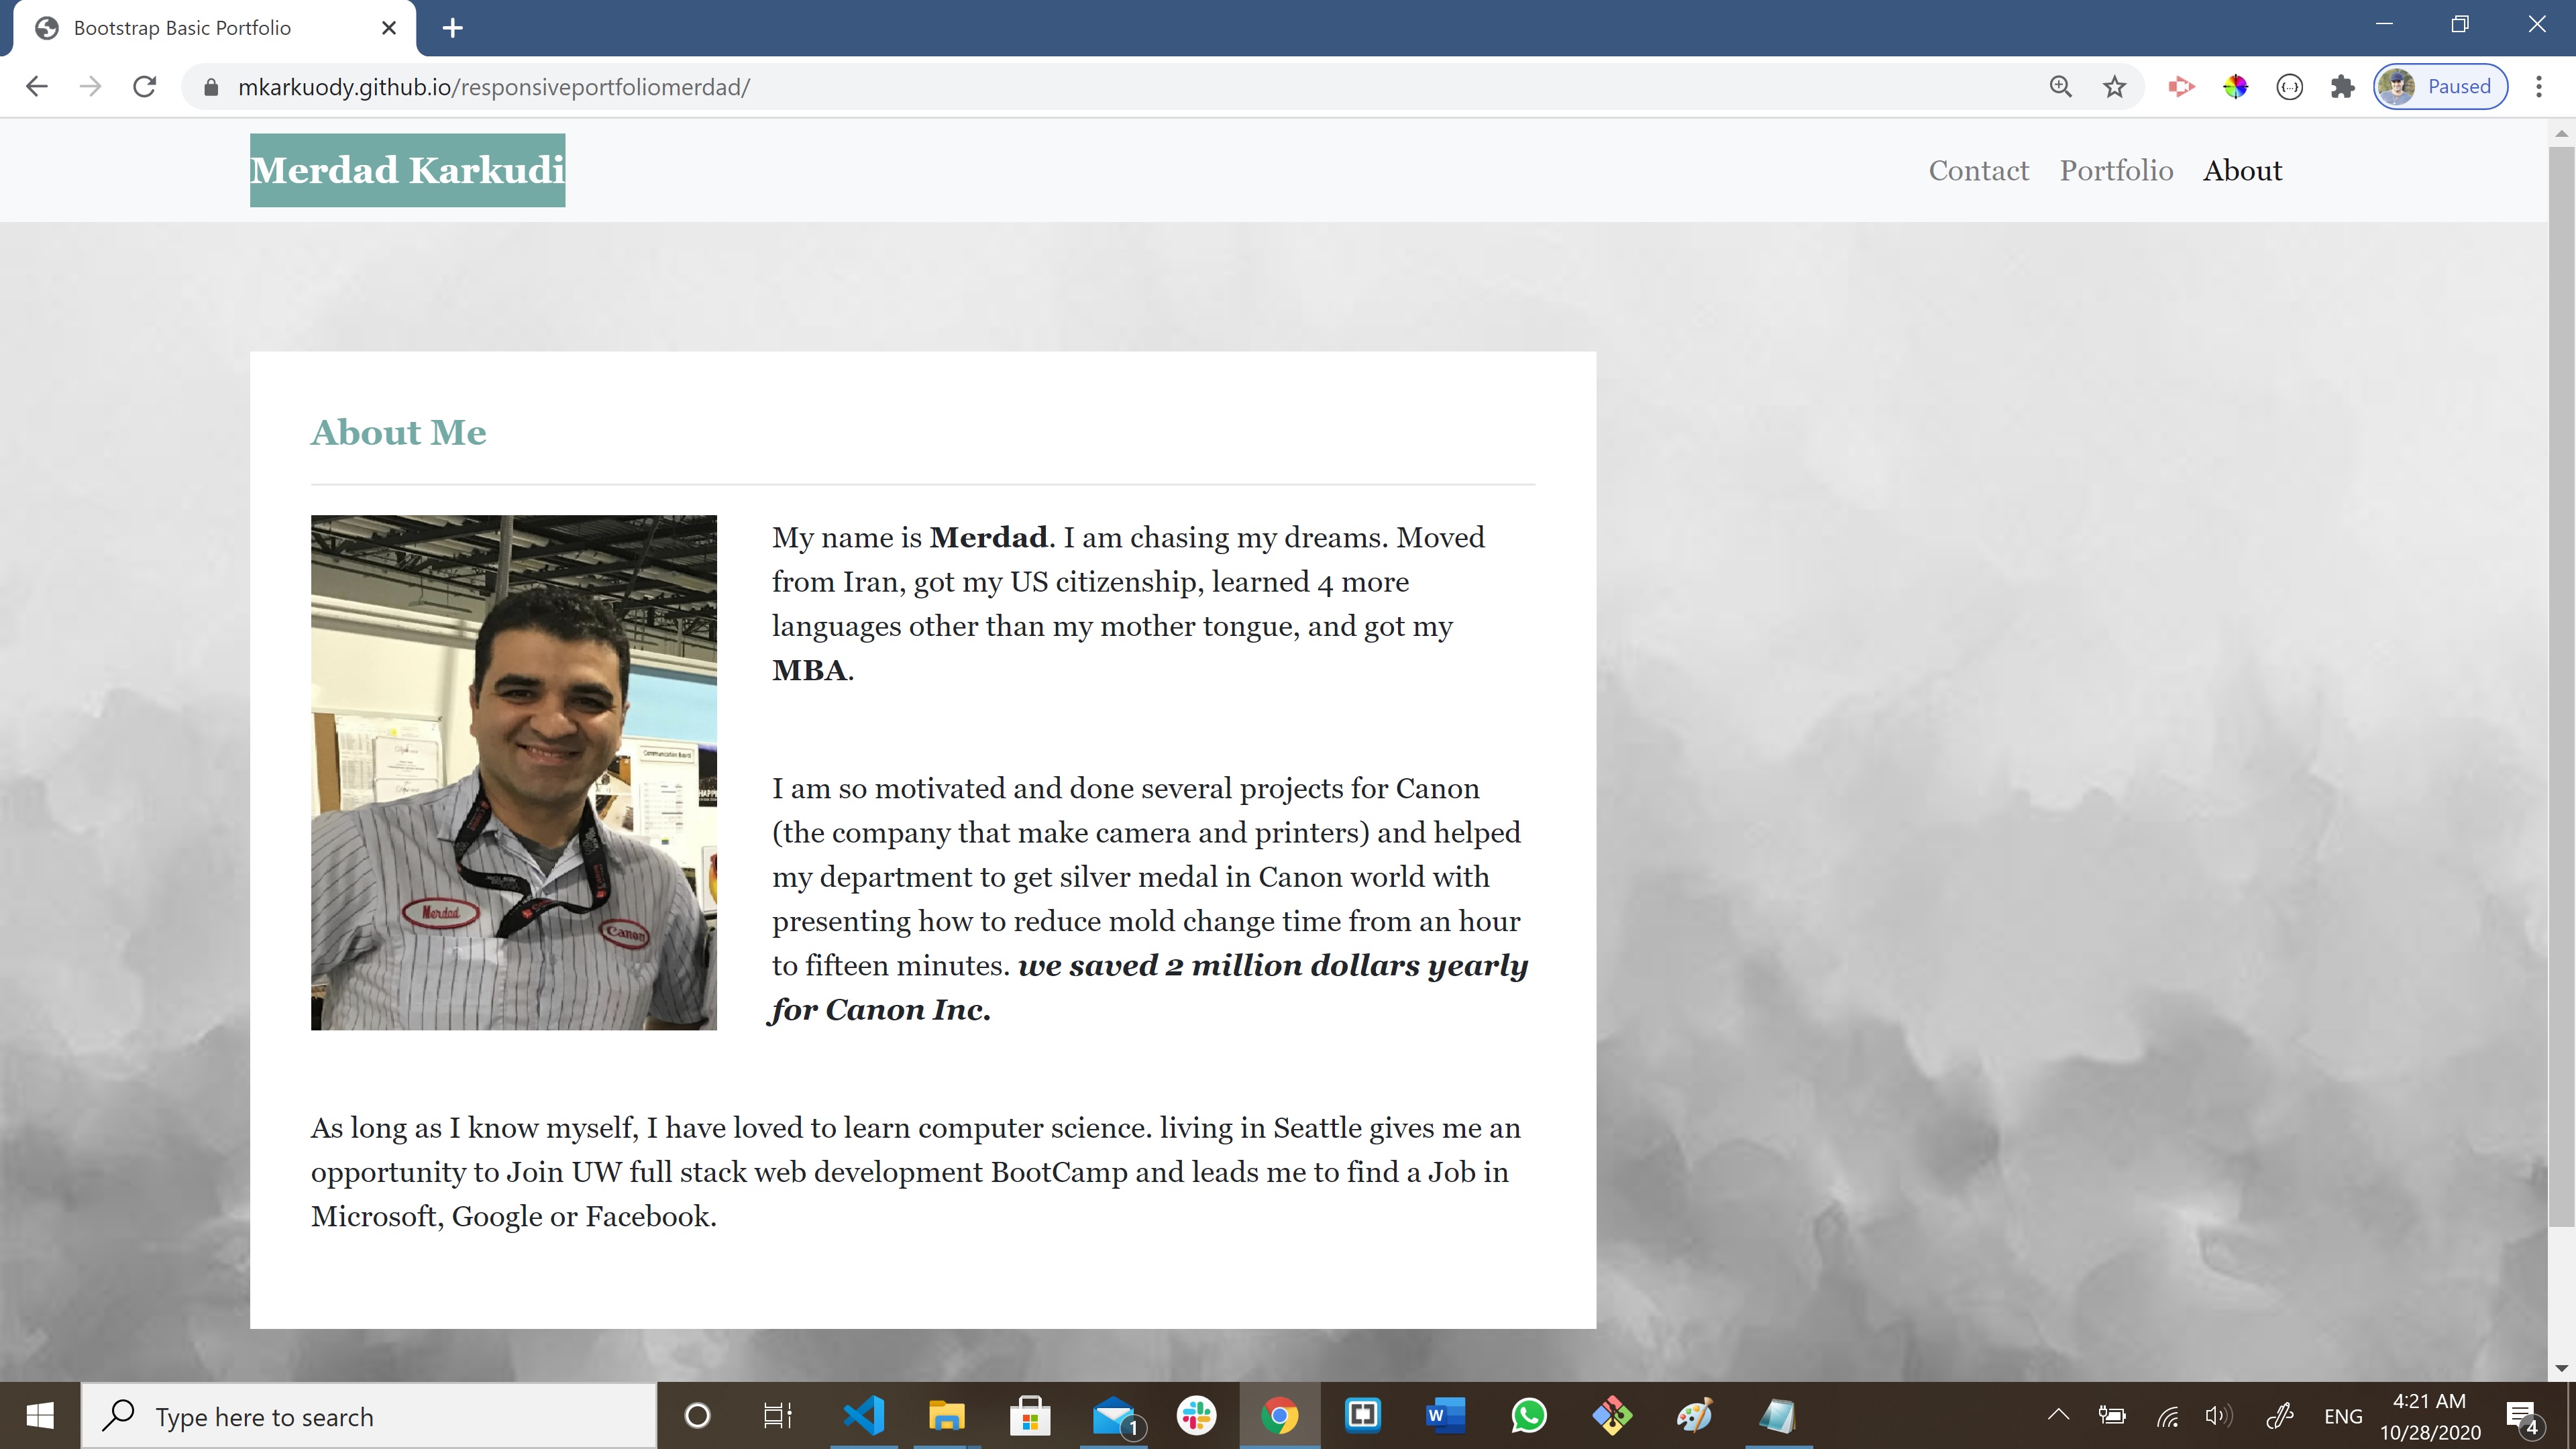 Bootstrap Basic Portfolio
mkarkuody.github.io/responsiveportfoliomerdad/
Paused
Merdad Karkudi
Contact Portfolio About
About Me
My name is Merdad. I am chasing my dreams. Moved
from Iran, got my US citizenship, learned 4 more
languages other than my mother tongue, and got my
MBA.
Communication Board
I am so motivated and done several projects for Canon
(the company that make camera and printers) and helped
my department to get silver medal in Canon world with
presenting how to reduce mold change time from an hour
to fifteen minutes. we saved 2 million dollars yearly
for Canon Inc.
Merdad
Canon
As long as I know myself, I have loved to learn computer science. living in Seattle gives me an
opportunity to Join UW full stack web development BootCamp and leads me to find a Job in
Microsoft, Google or Facebook.
Type here to search
1
W
ENG
4:21 AM
10/28/2020
4